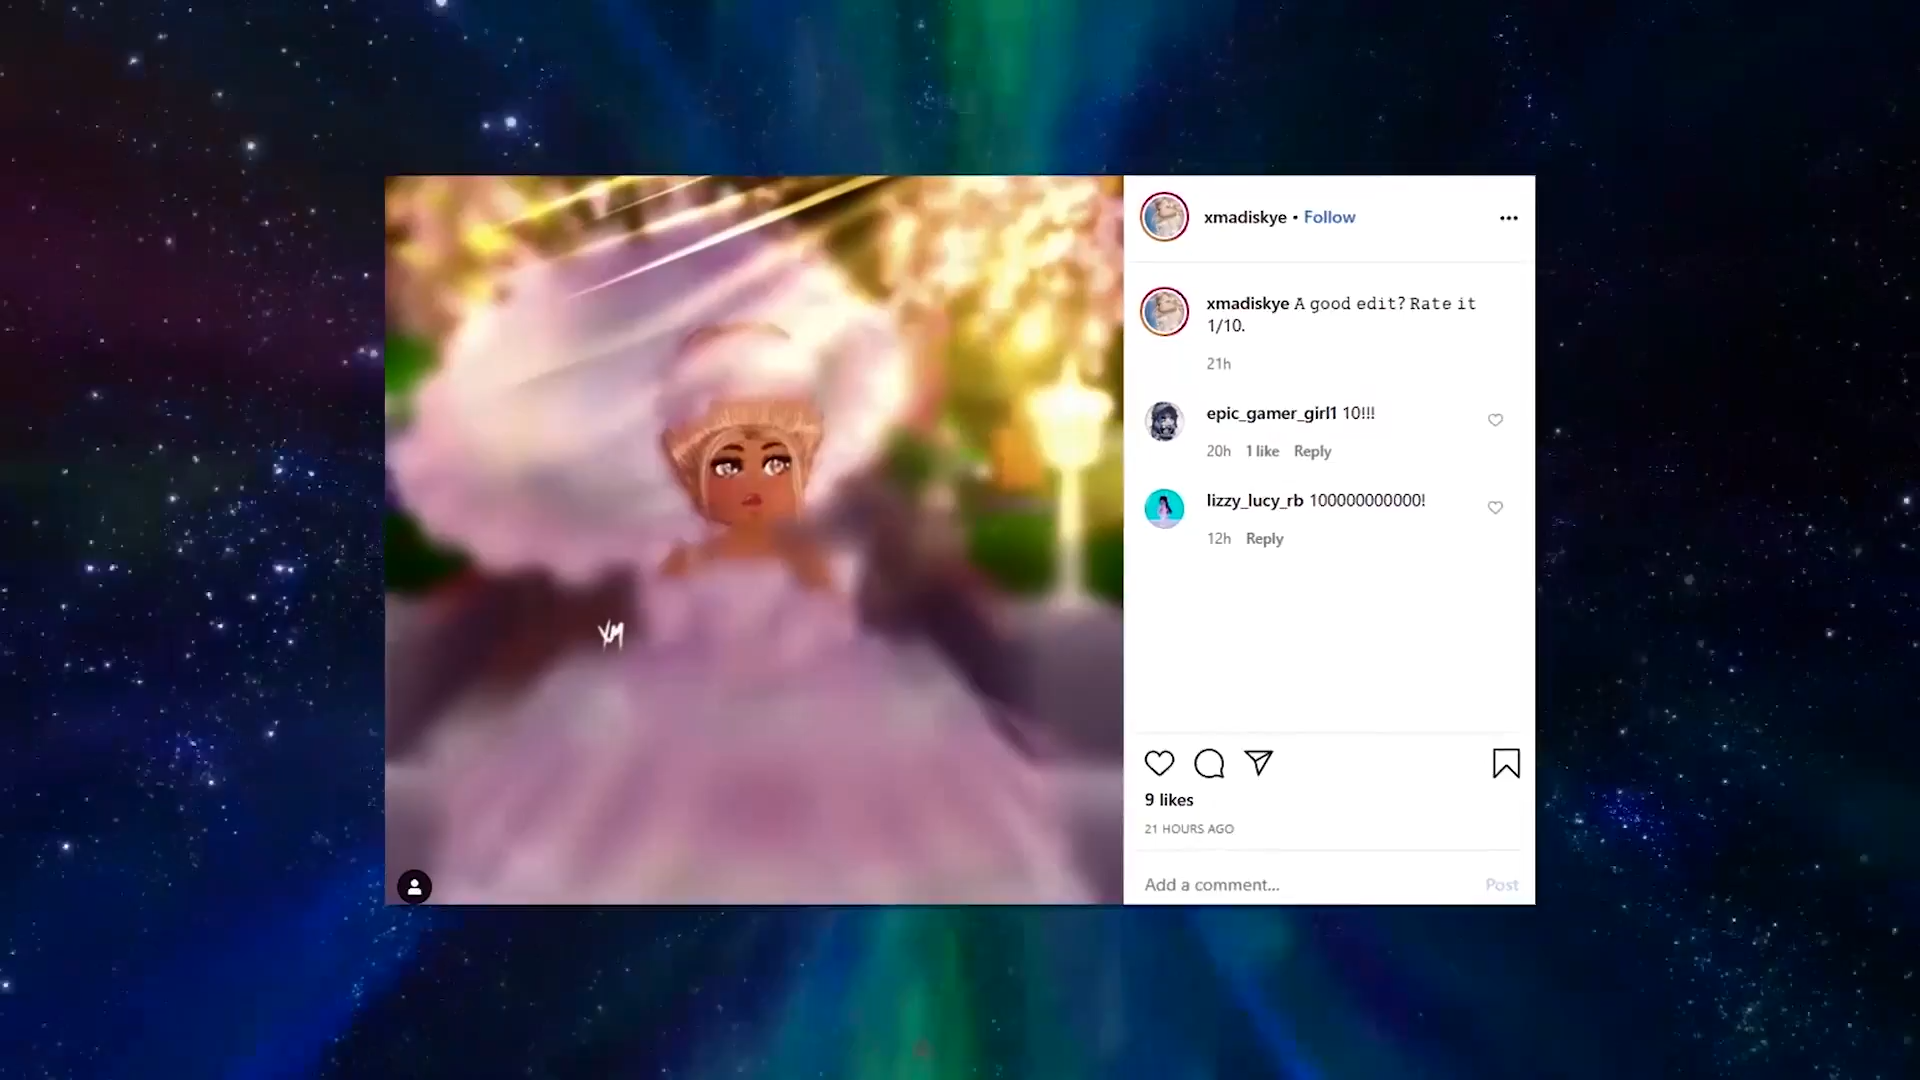 XM
xmadiskye • Follow
xmadiskye A good edit? Rate it
1/10.
21h
epic_gamer_girl1 10!!!
20h 1 like Reply
lizzy_lucy_rb 100000000000!
12h Reply
9 likes
21 HOURS AGO
Add a comment... Post